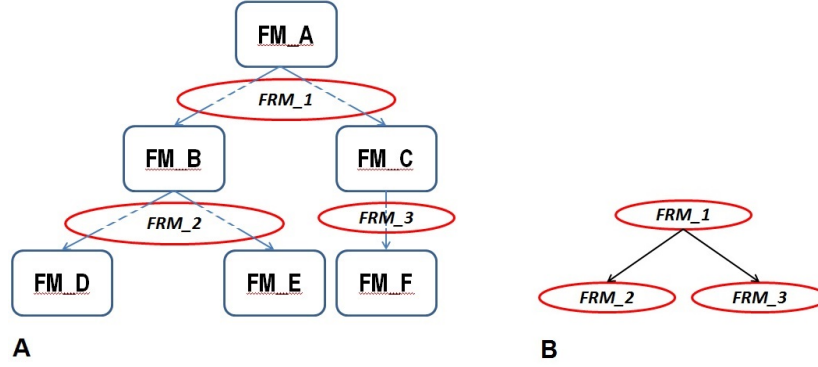 FM_A
FRM_1
FM_B
FM_C
FRM_2
FRM_3
FM_D
FM_E
FM_F
A
FRM_1
FRM_2
FRM_3
B